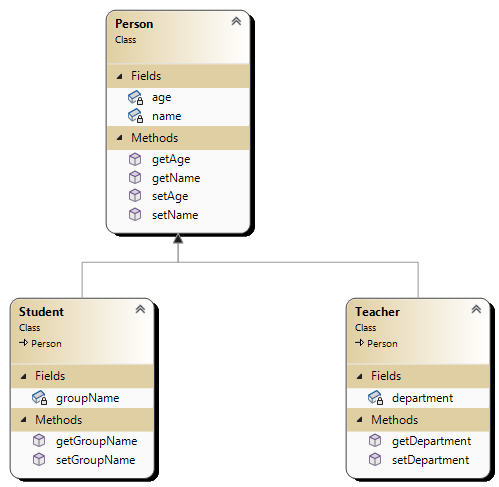 Person
Class
Fields
age
name
Methods
getAge
getName
setAge
setName
Student
Class
Person
Fields
groupName
Methods
getGroupName
setGroupName
Teacher
Class
Person
Fields
department
Methods
getDepartment
setDepartment